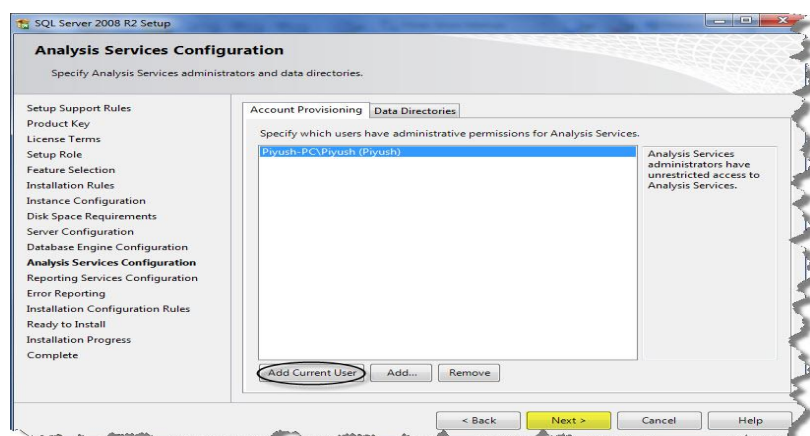 SQL Server 2008 R2 Setup
Analysis Services Configuration
Specify Analysis Services administrators and data directories.
Setup Support Rules
Product Key
License Terms
Setup Role
Feature Selection
Installation Rules
Instance Configuration
Disk Space Requirements
Server Configuration
Database Engine Configuration
Analysis Services Configuration
Reporting Services Configuration
Error Reporting
Installation Configuration Rules
Ready to Install
Installation Progress
Complete
Account Provisioning Data Directories
Specify which users have administrative permissions for Analysis Services.
Piyush-PC\Piyush (Piyush)
Analysis Services
administrators have
unrestricted access to
Analysis Services.
Add Current User Add... Remove
< Back Next > Cancel Help